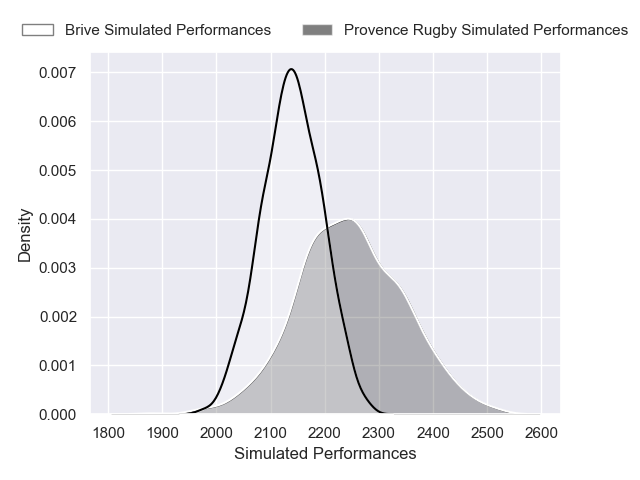 Brive Simulated Performances
Provence Rugby Simulated Performances
0.007
0.006
0.005
0.004
0.003
0.002
0.001
0.000
Density
1800 1900 2000 2100 2200 2300 2400 2500 2600
Simulated Performances